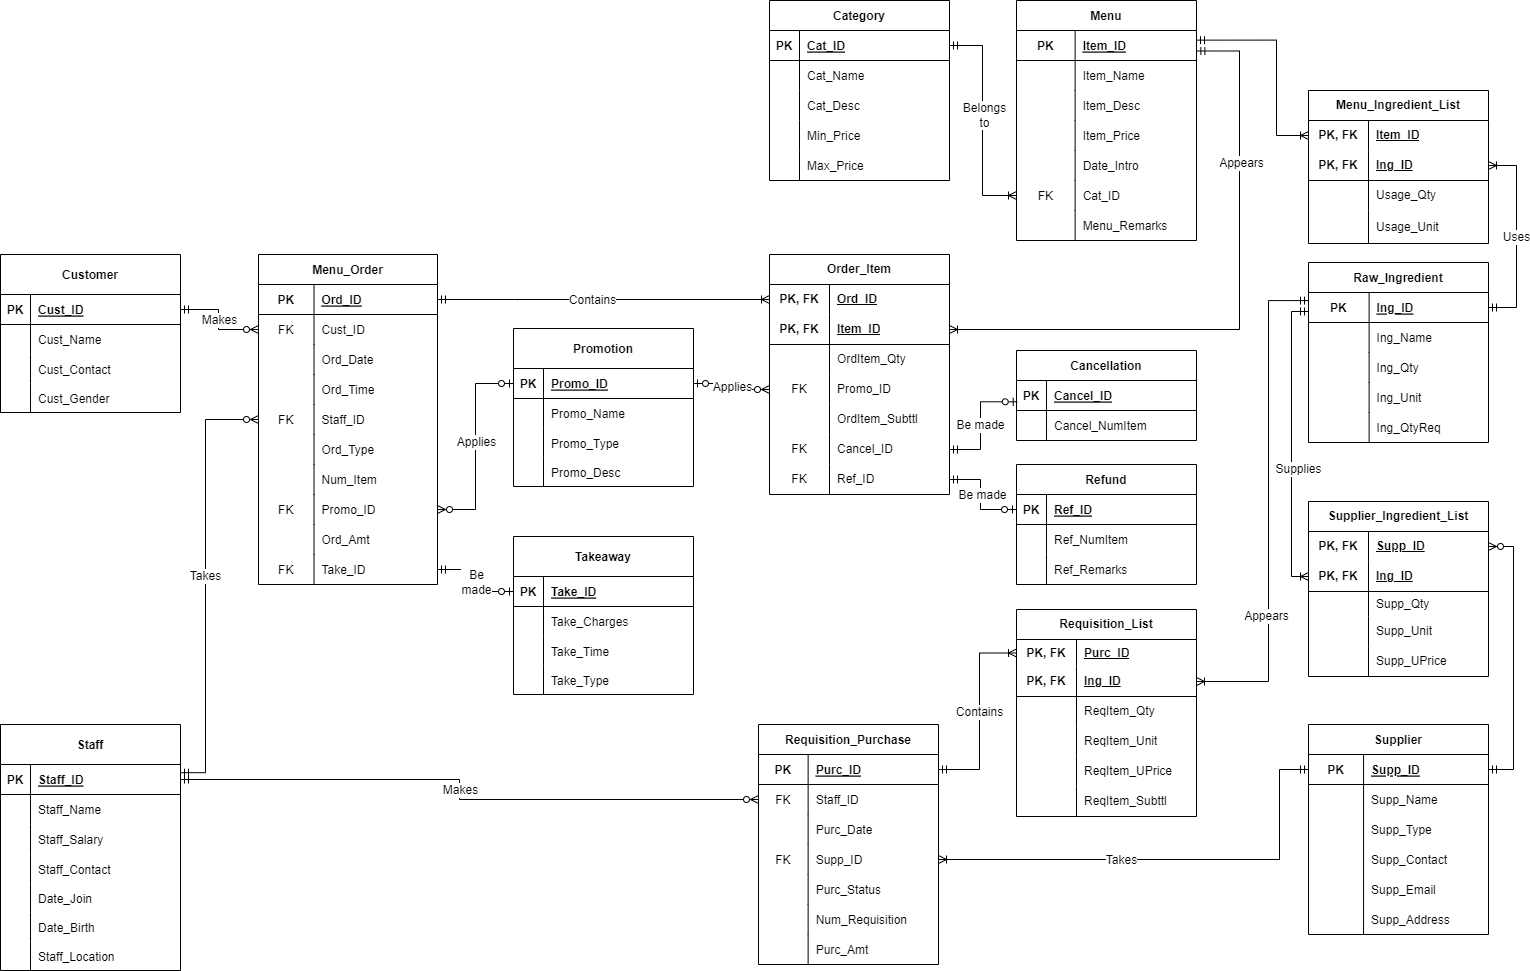 Category
PK Cat_ID
Cat_Name
Cat_Desc
Min_Price
Max_Price
Belongs
to
Menu
PK Item_ID
Item_Name
Item_Desc
Item_Price
Date_Intro
FK Cat_ID
Menu_Remarks
Appears
Menu_Ingredient_List
PK, FK Item_ID
PK, FK Ing_ID
Usage_Qty
Usage_Unit
Uses
Customer
PK Cust_ID
Cust_Name
Cust_Contact
Cust_Gender
Makes
Menu_Order
PK Ord_ID
FK Cust_ID
Ord_Date
Ord_Time
FK Staff_ID
Ord_Type
Num_Item
FK Promo_ID
Ord_Amt
FK Take_ID
Contains
Promotion
PK Promo_ID
Promo_Name
Promo_Type
Promo_Desc
Applies
Applies
Order_Item
PK, FK Ord_ID
PK, FK Item_ID
OrdItem_Qty
FK Promo_ID
OrdItem_Subttl
FK Cancel_ID
FK Ref_ID
Be made
Be made
Cancellation
PK Cancel_ID
Cancel_NumItem
Refund
PK Ref_ID
Ref_NumItem
Ref_Remarks
Raw_Ingredient
PK Ing_ID
Ing_Name
Ing_Qty
Ing_Unit
Ing_QtyReq
Supplies
Supplier_Ingredient_List
PK, FK Supp_ID
PK, FK Ing_ID
Supp_Qty
Supp_Unit
Supp_UPrice
Takes
Be
made
Takeaway
PK Take_ID
Take_Charges
Take_Time
Take_Type
Appears
Requisition_List
PK, FK Purc_ID
PK, FK Ing_ID
ReqItem_Qty
ReqItem_Unit
ReqItem_UPrice
ReqItem_Subttl
Contains
Staff
PK Staff_ID
Staff_Name
Staff_Salary
Staff_Contact
Date_Join
Date_Birth
Staff_Location
Makes
Requisition_Purchase
PK Purc_ID
FK Staff_ID
Purc_Date
FK Supp_ID
Purc_Status
Num_Requisition
Purc_Amt
Takes
Supplier
PK Supp_ID
Supp_Name
Supp_Type
Supp_Contact
Supp_Email
Supp_Address